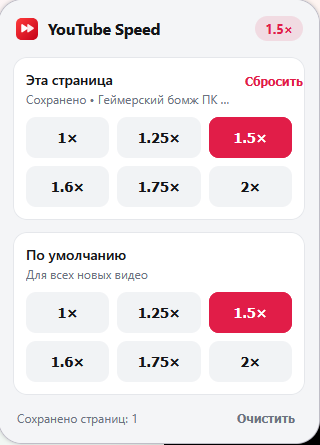 YouTube Speed 1.5×
Эта страница Сбросить
Сохранено • Геймерский бомж ПК ...
1× 1.25× 1.5×
1.6× 1.75× 2×
По умолчанию
Для всех новых видео
1× 1.25× 1.5×
1.6× 1.75× 2×
Сохранено страниц: 1 Очистить